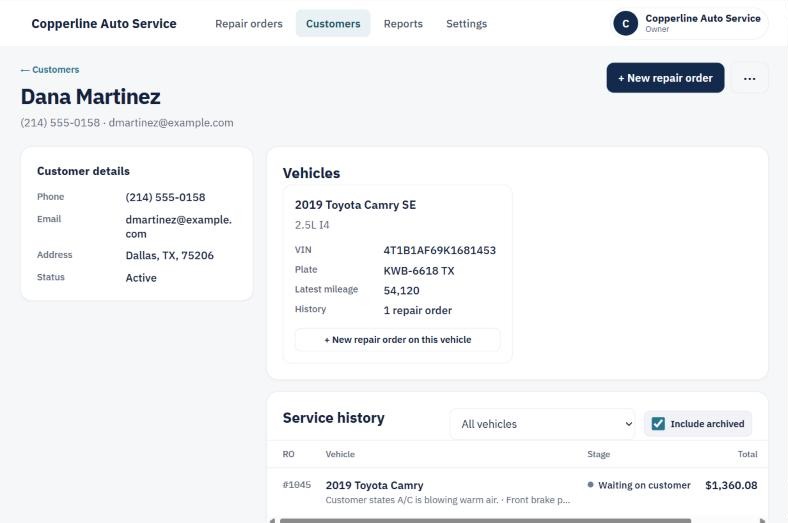 Copperline Auto Service
Repair orders
Customers
Reports
Settings
C
Copperline Auto Service
Owner
← Customers
Dana Martinez
(214) 555-0158 · dmartinez@example.com
+ New repair order
...
Customer details
Phone (214) 555-0158
Email dmartinez@example.
com
Address Dallas, TX, 75206
Status Active
Vehicles
2019 Toyota Camry SE
2.5L I4
VIN 4T1B1AF69K1681453
Plate KWB-6618 TX
Latest mileage 54,120
History 1 repair order
+ New repair order on this vehicle
Service history
All vehicles
Include archived
RO Vehicle Stage Total
#1045 2019 Toyota Camry Waiting on customer $1,360.08
Customer states A/C is blowing warm air. · Front brake p...